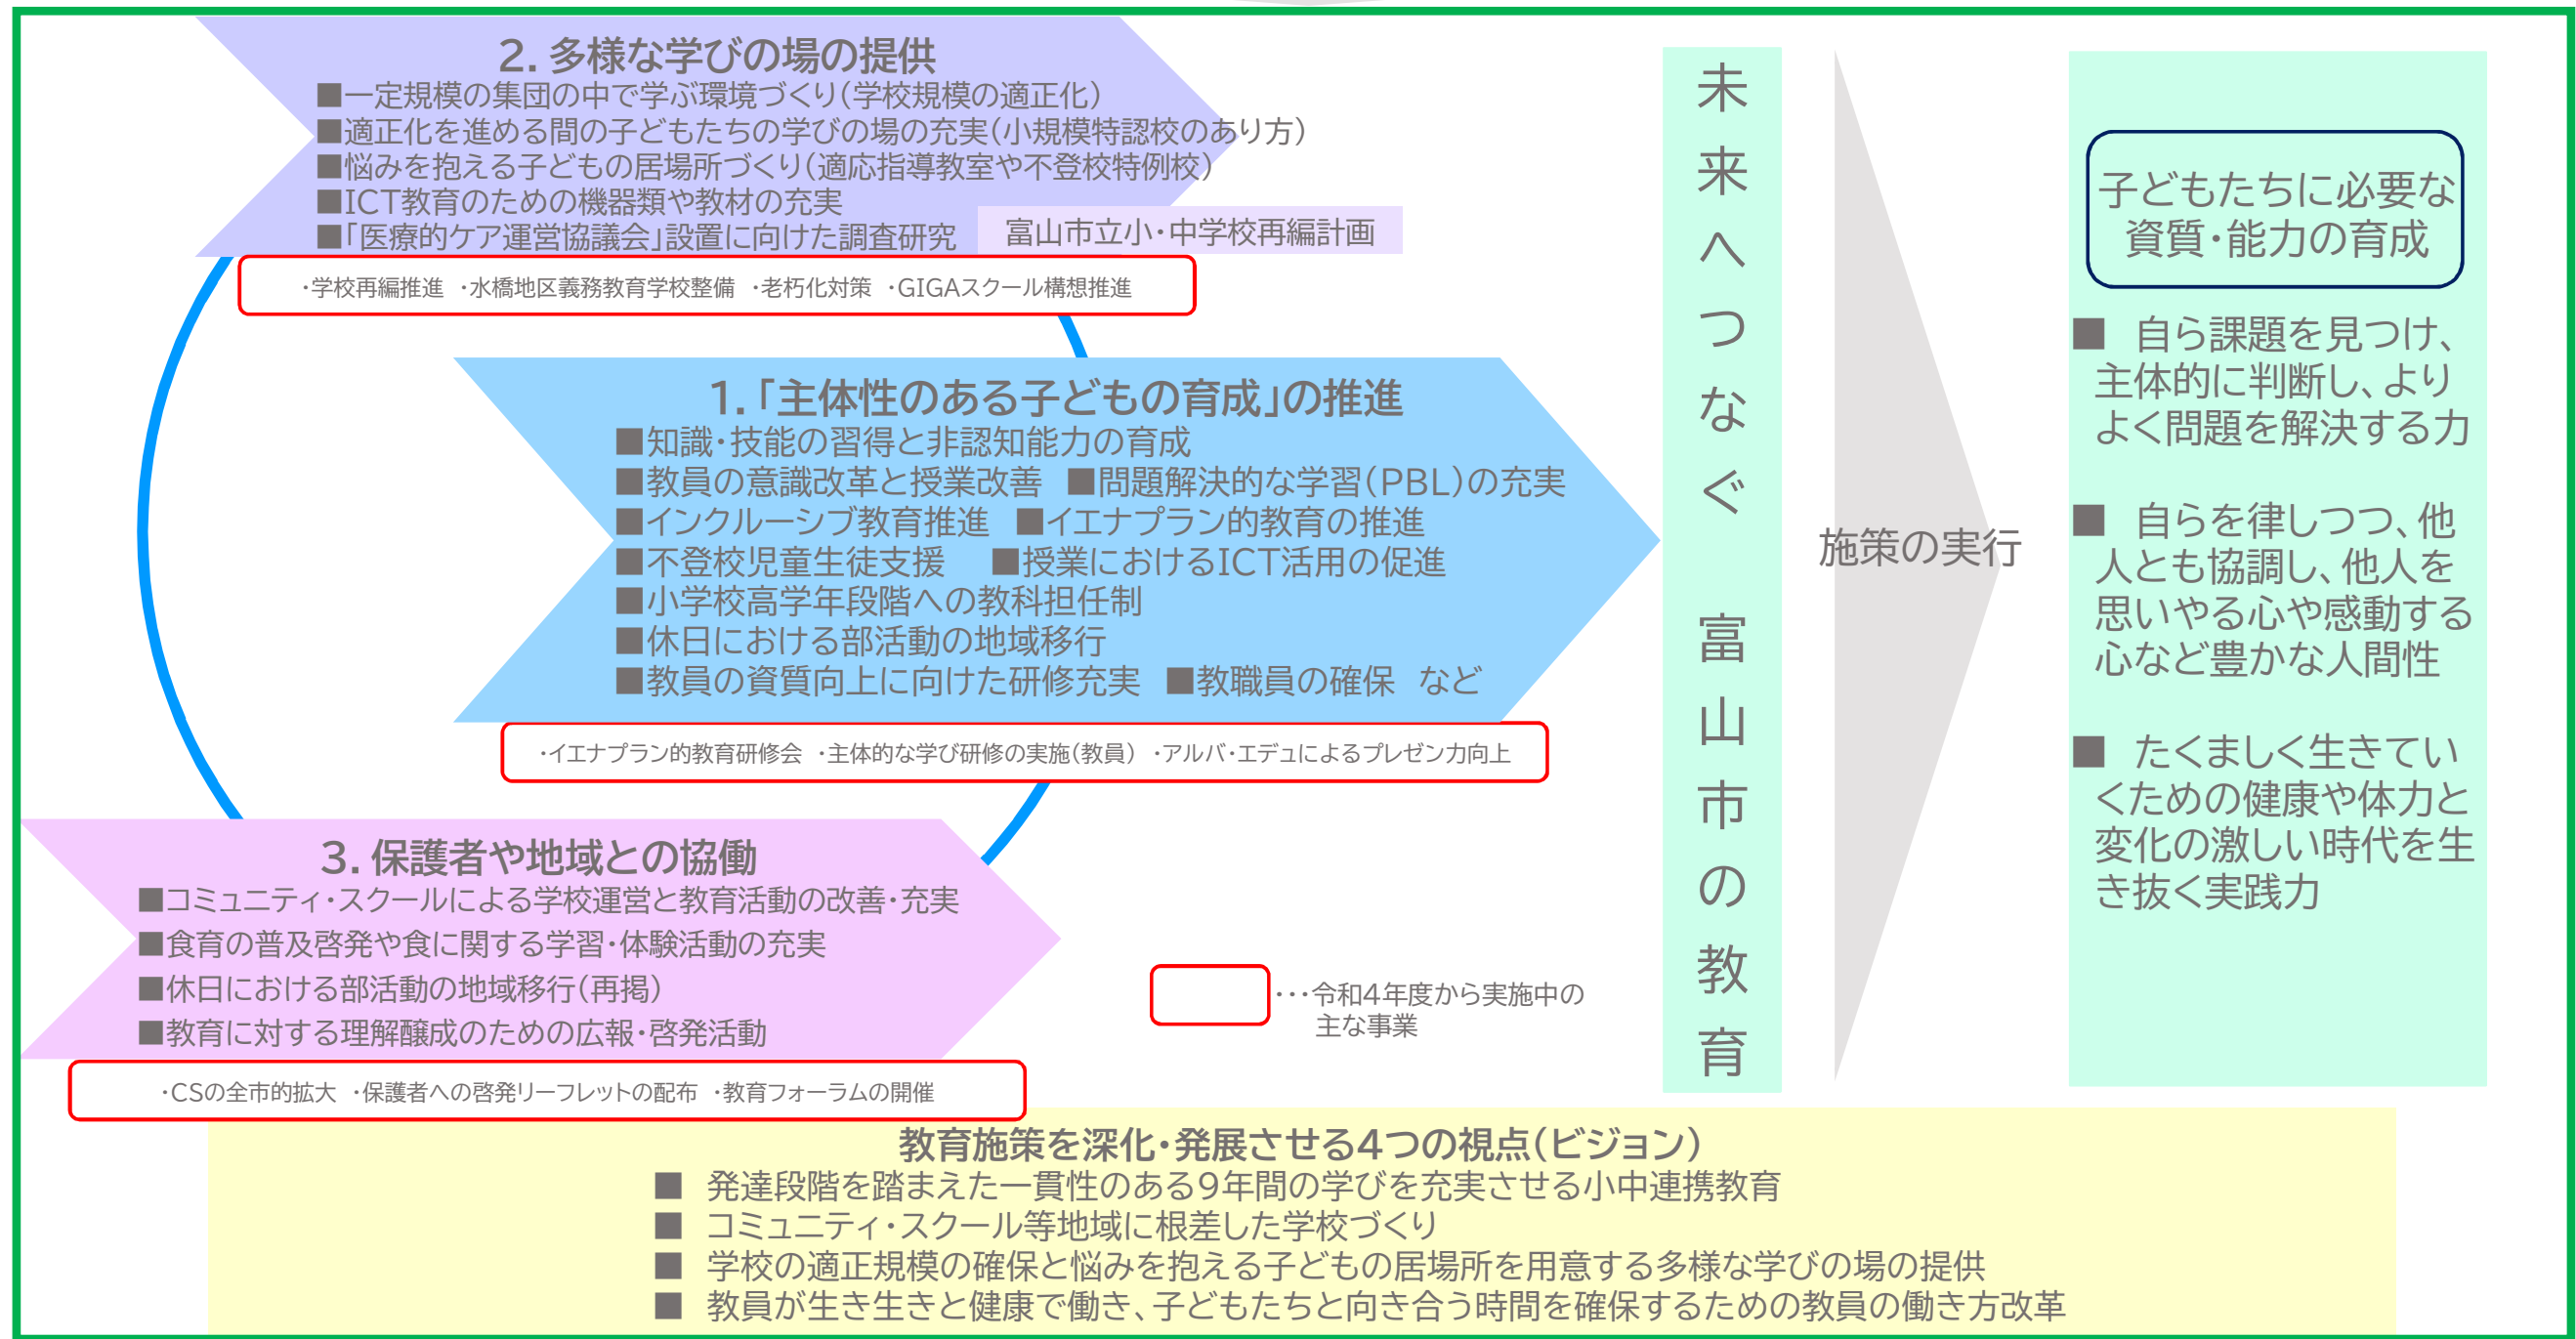 2．多様な学びの場の提供
■一定規模の集団の中で学ぶ環境づくり（学校規模の適正化）
■適正化を進める間の子どもたちの学びの場の充実（小規模特認校のあり方）
■悩みを抱える子どもの居場所づくり（適応指導教室や不登校特例校）
■ICT教育のための機器類や教材の充実
■「医療的ケア運営協議会」設置に向けた調査研究
富山市立小・中学校再編計画
・学校再編推進　・水橋地区義務教育学校整備　・老朽化対策　・GIGAスクール構想推進
1．「主体性のある子どもの育成」の推進
■知識・技能の習得と非認知能力の育成
■教員の意識改革と授業改善　■問題解決的な学習（PBL）の充実
■インクルーシブ教育推進　■イエナプラン的教育の推進
■不登校児童生徒支援　■授業におけるICT活用の促進
■小学校高学年段階への教科担任制
■休日における部活動の地域移行
■教員の資質向上に向けた研修充実　■教職員の確保　など
・イエナプラン的教育研修会　・主体的な学び研修の実施（教員）　・アルバ・エデュによるプレゼン力向上
3．保護者や地域との協働
■コミュニティ・スクールによる学校運営と教育活動の改善・充実
■食育の普及啓発や食に関する学習・体験活動の充実
■休日における部活動の地域移行（再掲）
■教育に対する理解醸成のための広報・啓発活動
・CSの全市的拡大　・保護者への啓発リーフレットの配布　・教育フォーラムの開催
・・・令和4年度から実施中の
主な事業
未来へつなぐ　富山市の教育
施策の実行
子どもたちに必要な
資質・能力の育成
■　自ら課題を見つけ、
主体的に判断し、より
よく問題を解決する力
■　自らを律しつつ、他
人とも協調し、他人を
思いやる心や感動する
心など豊かな人間性
■　たくましく生きてい
くための健康や体力と
変化の激しい時代を生
き抜く実践力
教育施策を深化・発展させる4つの視点（ビジョン）
■　発達段階を踏まえた一貫性のある9年間の学びを充実させる小中連携教育
■　コミュニティ・スクール等地域に根差した学校づくり
■　学校の適正規模の確保と悩みを抱える子どもの居場所を用意する多様な学びの場の提供
■　教員が生き生きと健康で働き、子どもたちと向き合う時間を確保するための教員の働き方改革